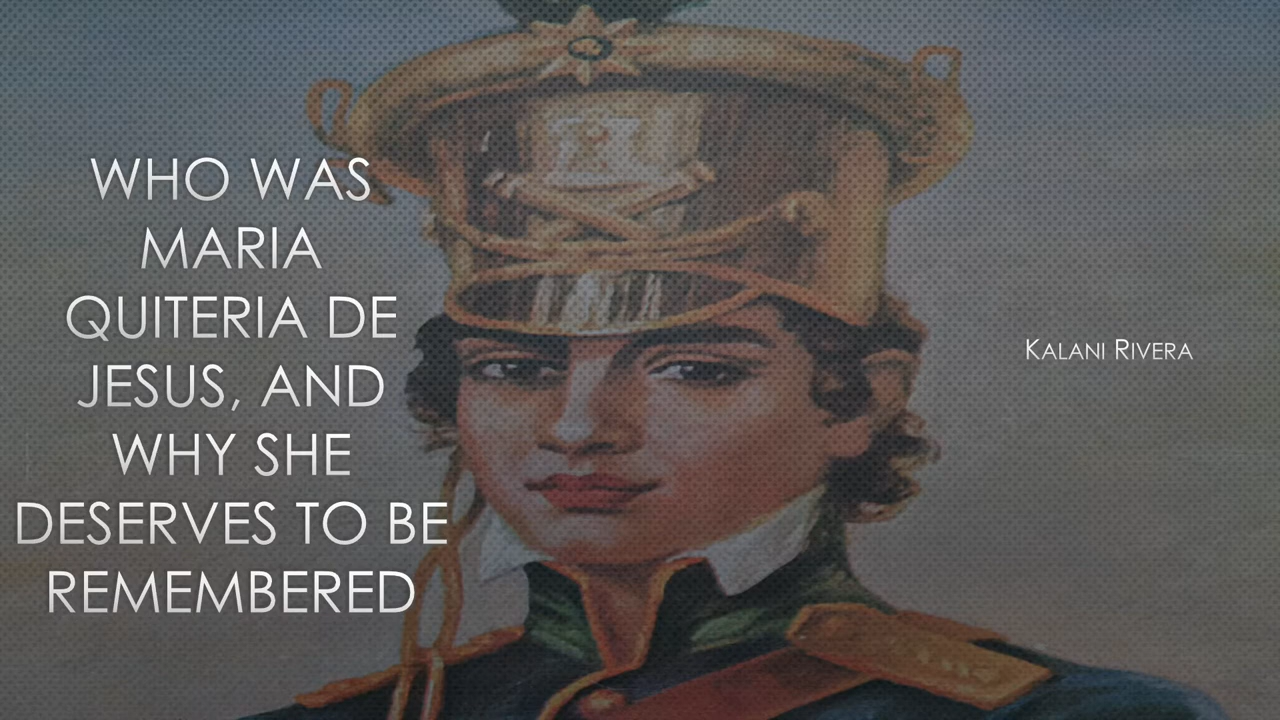 WHO WAS
MARIA
QUITERIA DE
JESUS, AND
WHY SHE
DESERVES TO BE
REMEMBERED
KALANI RIVERA